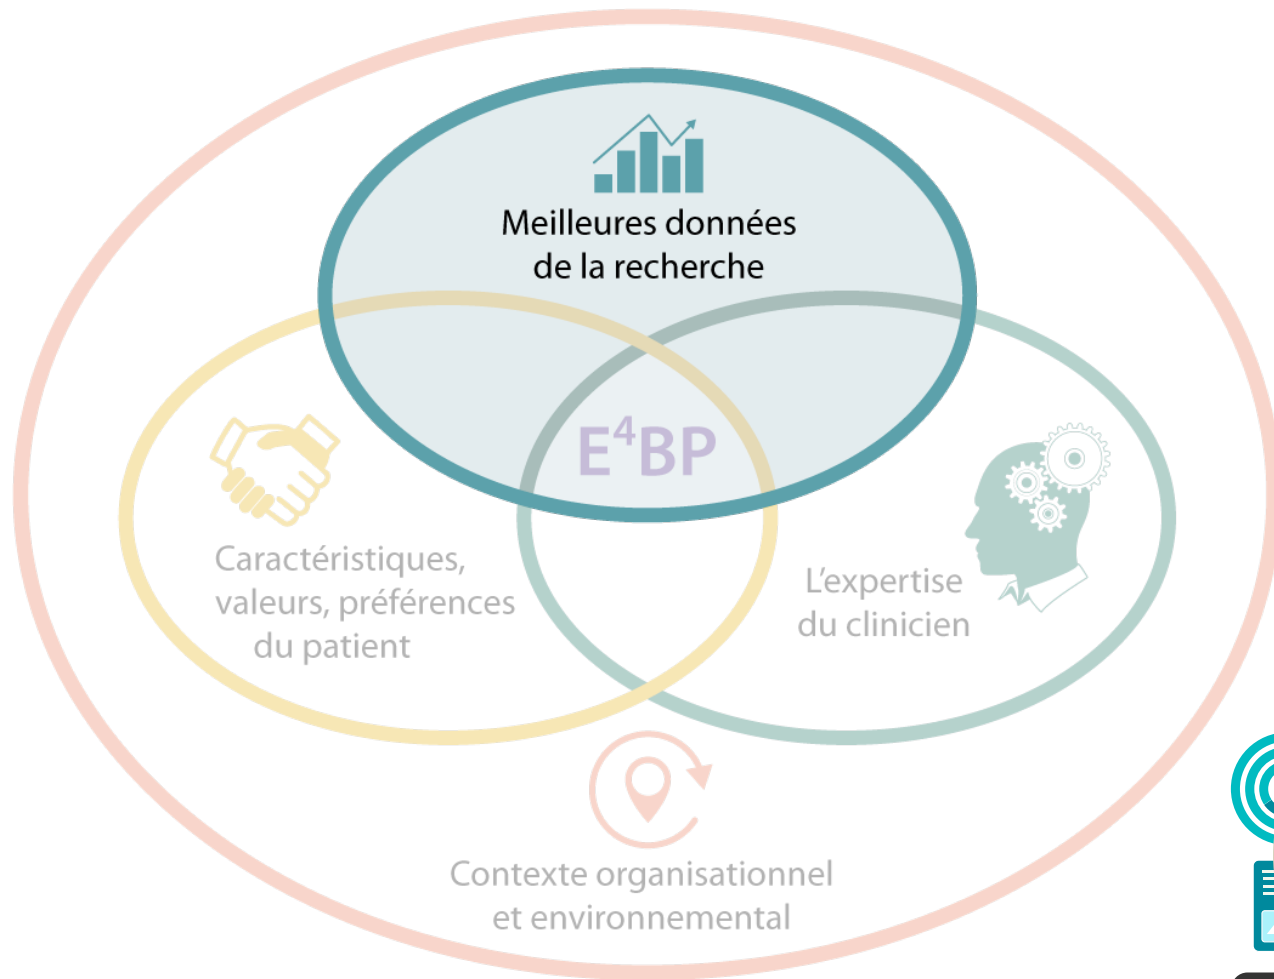 Meilleures données
de la recherche
E⁴BP
Caractéristiques,
valeurs, préférences
du patient
L’expertise
du clinicien
Contexte organisationnel
et environnemental